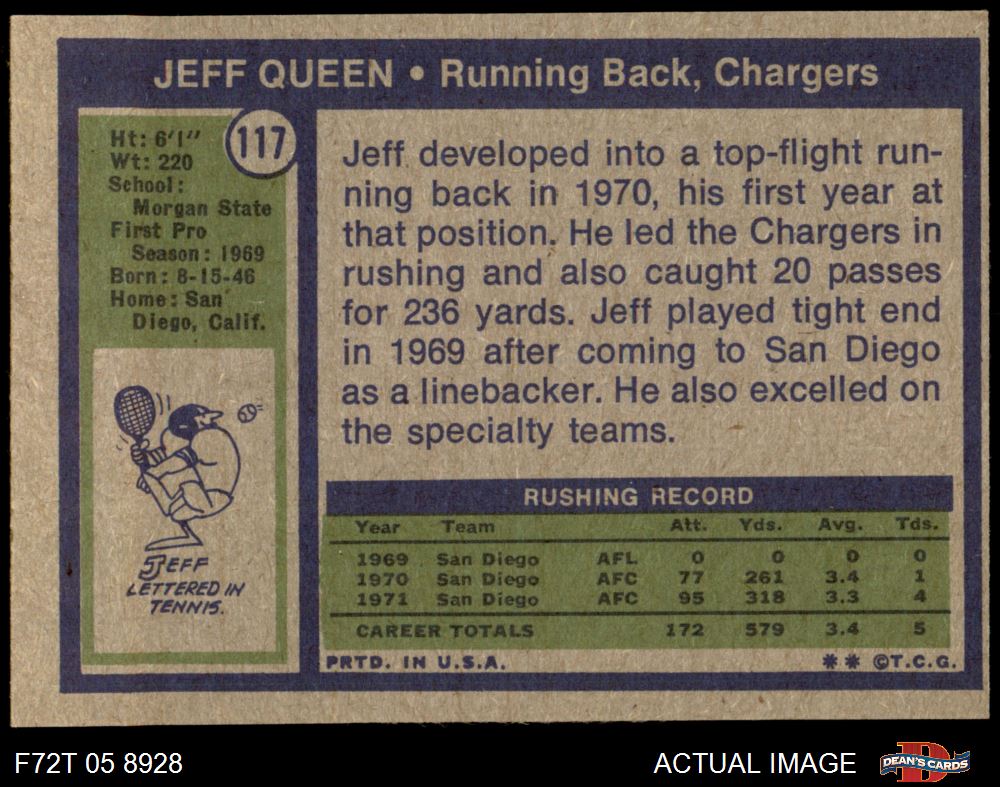 JEFF QUEEN • Running Back, Chargers
117
Ht: 6'1"
Wt: 220
School:
Morgan State
First Pro
Season: 1969
Born: 8-15-46
Home: San
Diego, Calif.
JEFF
LETTERED IN
TENNIS.
Jeff developed into a top-flight run-
ning back in 1970, his first year at
that position. He led the Chargers in
rushing and also caught 20 passes
for 236 yards. Jeff played tight end
in 1969 after coming to San Diego
as a linebacker. He also excelled on
the specialty teams.
RUSHING RECORD
Year Team Att. Yds. Avg. Tds.
1969 San Diego AFL 0 0 0 0
1970 San Diego AFC 77 261 3.4 1
1971 San Diego AFC 95 318 3.3 4
CAREER TOTALS 172 579 3.4 5
PRTD. IN U.S.A. ** ©T.C.G.
F72T 05 8928 ACTUAL IMAGE DEAN'S CARDS